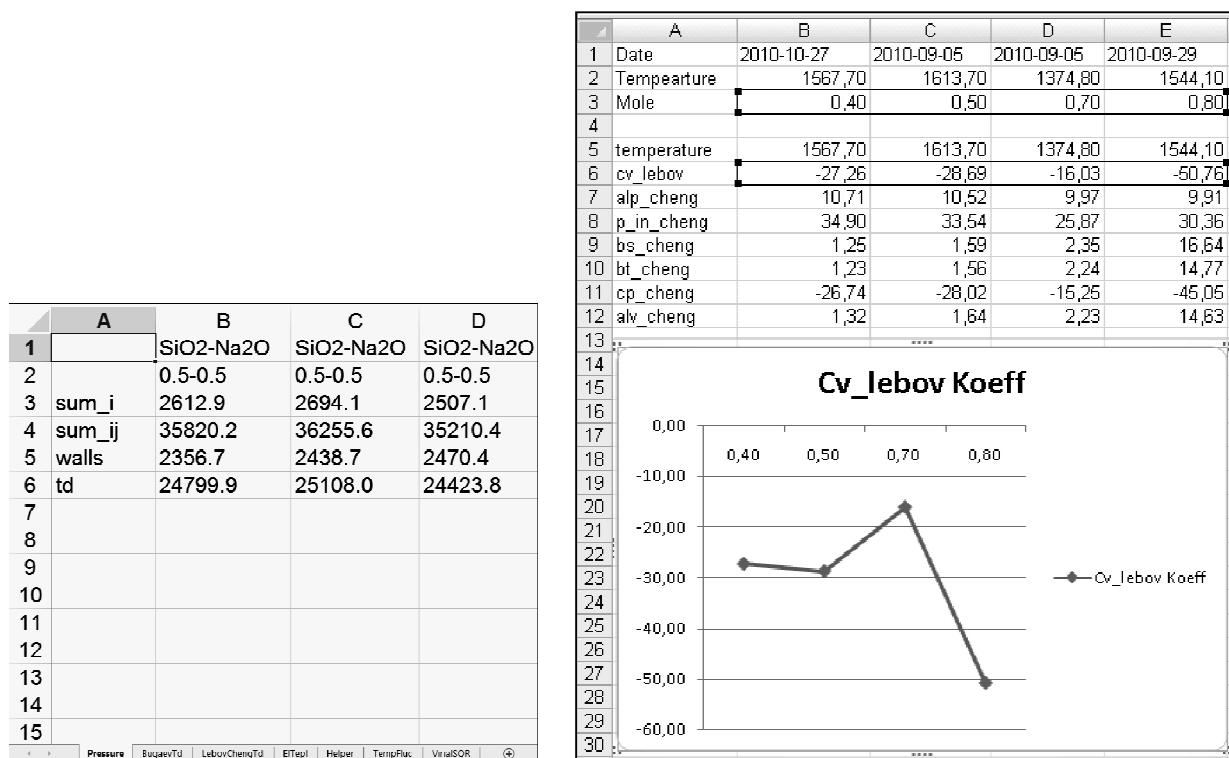 A B C D
1 SiO2-Na2O SiO2-Na2O SiO2-Na2O
2 0.5-0.5 0.5-0.5 0.5-0.5
3 sum_i 2612.9 2694.1 2507.1
4 sum_ij 35820.2 36255.6 35210.4
5 walls 2356.7 2438.7 2470.4
6 td 24799.9 25108.0 24423.8
7
8
9
10
11
12
13
14
15
Pressure BugaevTd LebovChengTd ElTepl Helper TempFluc VirialSOR
A B C D E
1 Date 2010-10-27 2010-09-05 2010-09-05 2010-09-29
2 Tempearture 1567,70 1613,70 1374,80 1544,10
3 Mole 0,40 0,50 0,70 0,80
4
5 temperature 1567,70 1613,70 1374,80 1544,10
6 cv_lebov -27,26 -28,69 -16,03 -50,76
7 alp_cheng 10,71 10,52 9,97 9,91
8 p_in_cheng 34,90 33,54 25,87 30,36
9 bs_cheng 1,25 1,59 2,35 16,64
10 bt_cheng 1,23 1,56 2,24 14,77
11 cp_cheng -26,74 -28,02 -15,25 -45,05
12 alv_cheng 1,32 1,64 2,23 14,63
13
14
15
16
17
18
19
20
21
22
23
24
25
26
27
28
29
30
Cv_lebov Koeff
0,00
0,40 0,50 0,70 0,80
-10,00
-20,00
-30,00
-40,00
-50,00
-60,00
Cv_lebov Koeff